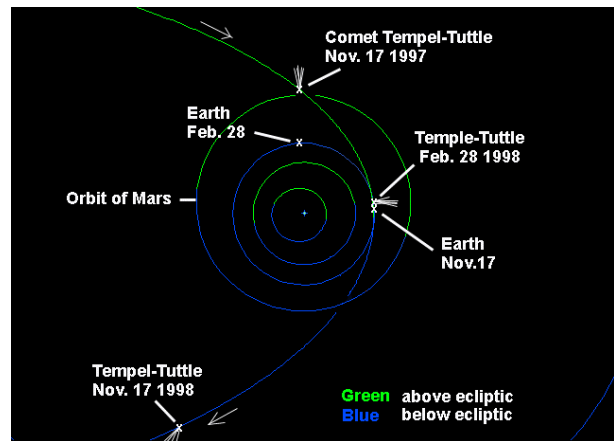 Comet Tempel-Tuttle
Nov. 17 1997
Earth
Feb. 28
Temple-Tuttle
Feb. 28 1998
Orbit of Mars
Earth
Nov.17
Tempel-Tuttle
Nov. 17 1998
Green above ecliptic
Blue below ecliptic